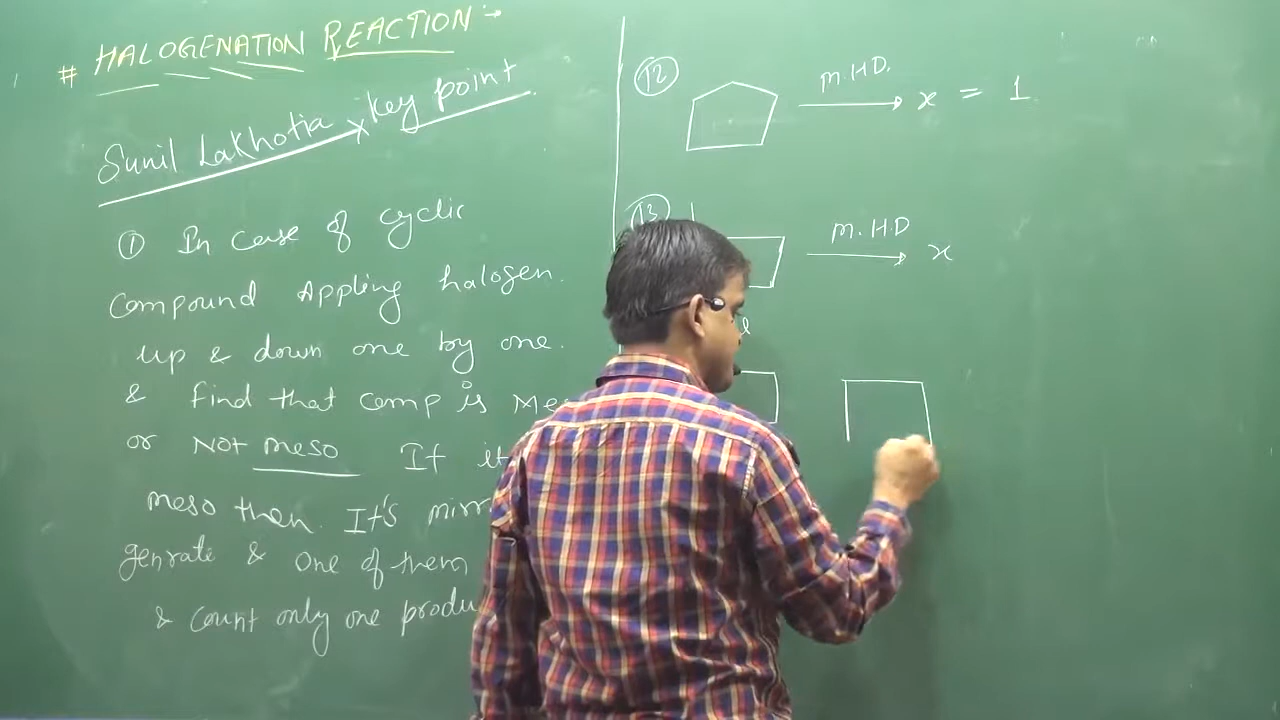 # HALOGENATION REACTION :-
Sunil Lakhotia x Key point
① In Case of Cyclic
Compound Appling halogen.
up & down one by one.
& find that comp is Me
or Not meso If it
meso then. It's mirr
genrate & one of them
& Count only one produ
⑫ M.HD. x = 1
⑬ M.H.D x